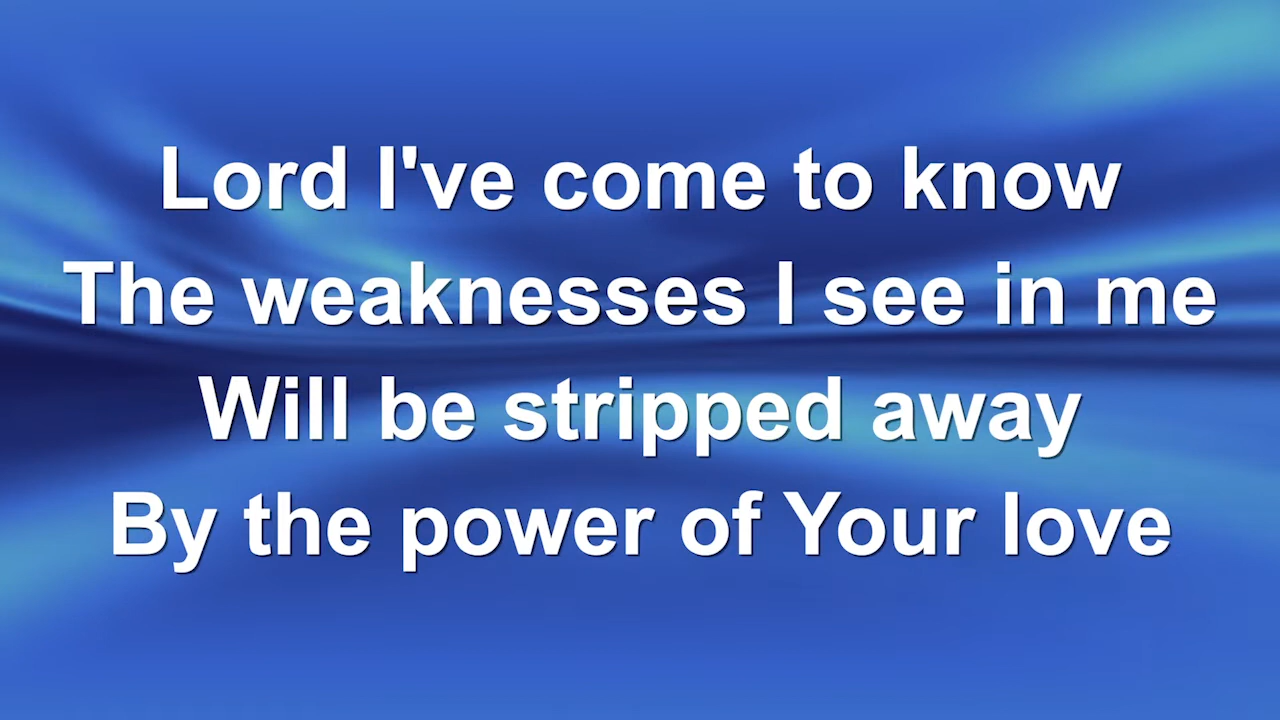 Lord I've come to know
The weaknesses I see in me
Will be stripped away
By the power of Your love